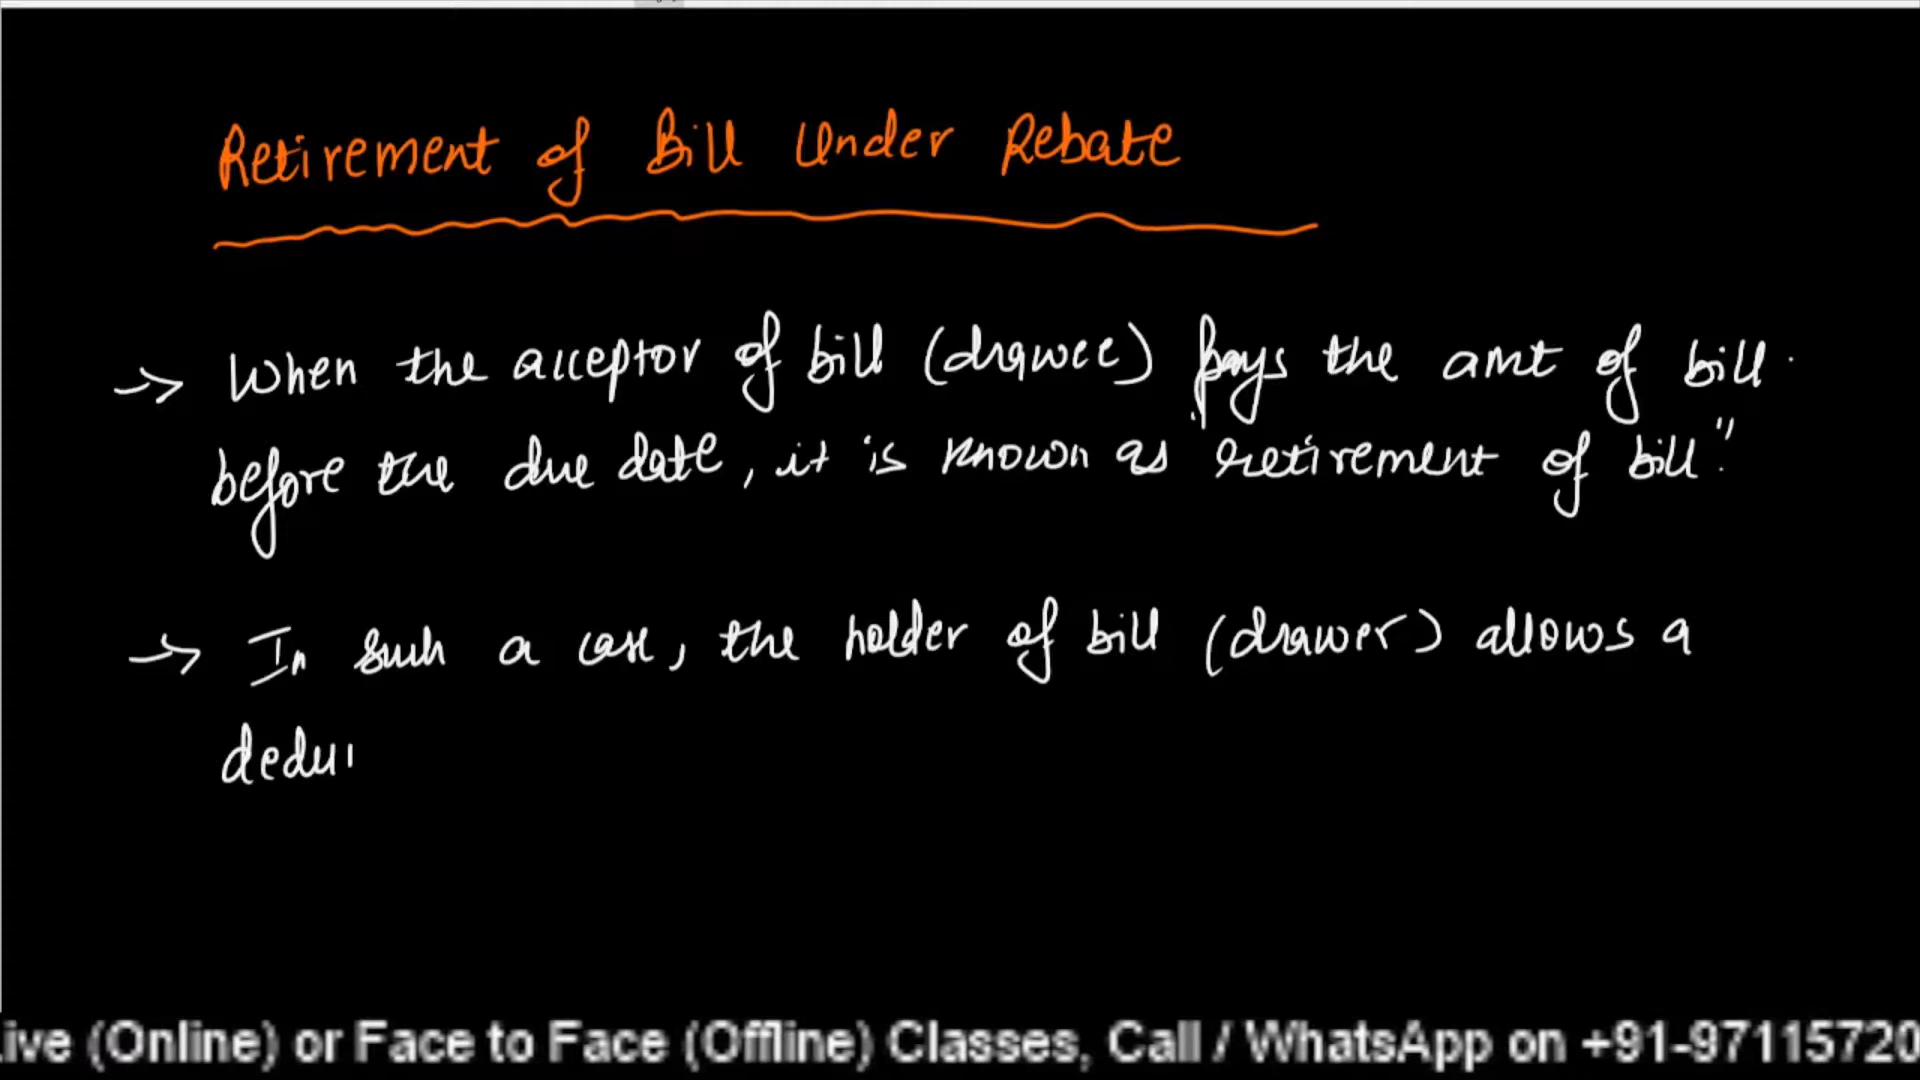 Retirement of Bill Under Rebate
→ When the acceptor of bill (drawee) pays the amt of bill
before the due date, it is known as "retirement of bill".
→ In such a case, the holder of bill (drawer) allows a
dedu
ive (Online) or Face to Face (Offline) Classes, Call / WhatsApp on +91-97115720